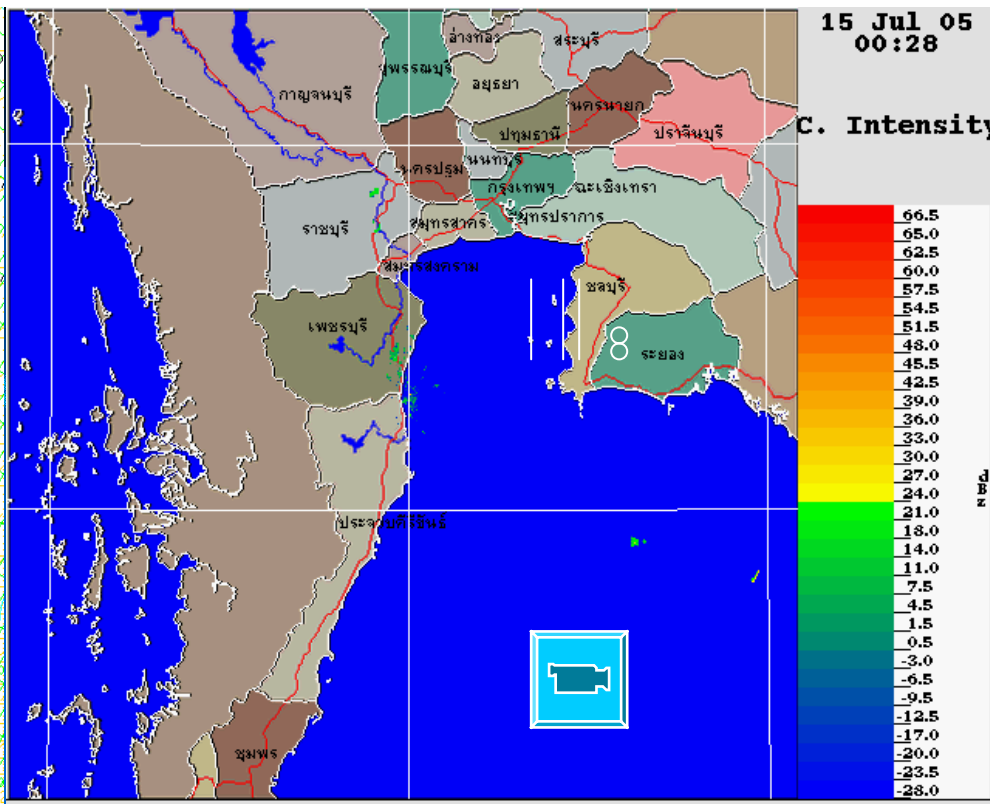 15 Jul 05
00:28
C. Intensity
อ่างทอง
สระบุรี
สุพรรณบุรี
อยุธยา
กาญจนบุรี
นครนายก
ปทุมธานี
ปราจีนบุรี
นนทบุรี
นครปฐม
กรุงเทพฯ
ฉะเชิงเทรา
สมุทรสาคร
สมุทรปราการ
ราชบุรี
สมุทรสงคราม
ชลบุรี
เพชรบุรี
8
ระยอง
ประจวบคีรีขันธ์
ชุมพร
66.5
65.0
62.5
60.0
57.5
54.5
51.5
48.0
45.5
42.5
39.0
36.0
33.0
30.0
27.0
24.0
21.0
18.0
14.0
11.0
7.5
4.5
1.5
0.5
-3.0
-6.5
-9.5
-12.5
-17.0
-20.0
-23.5
-28.0
dBz